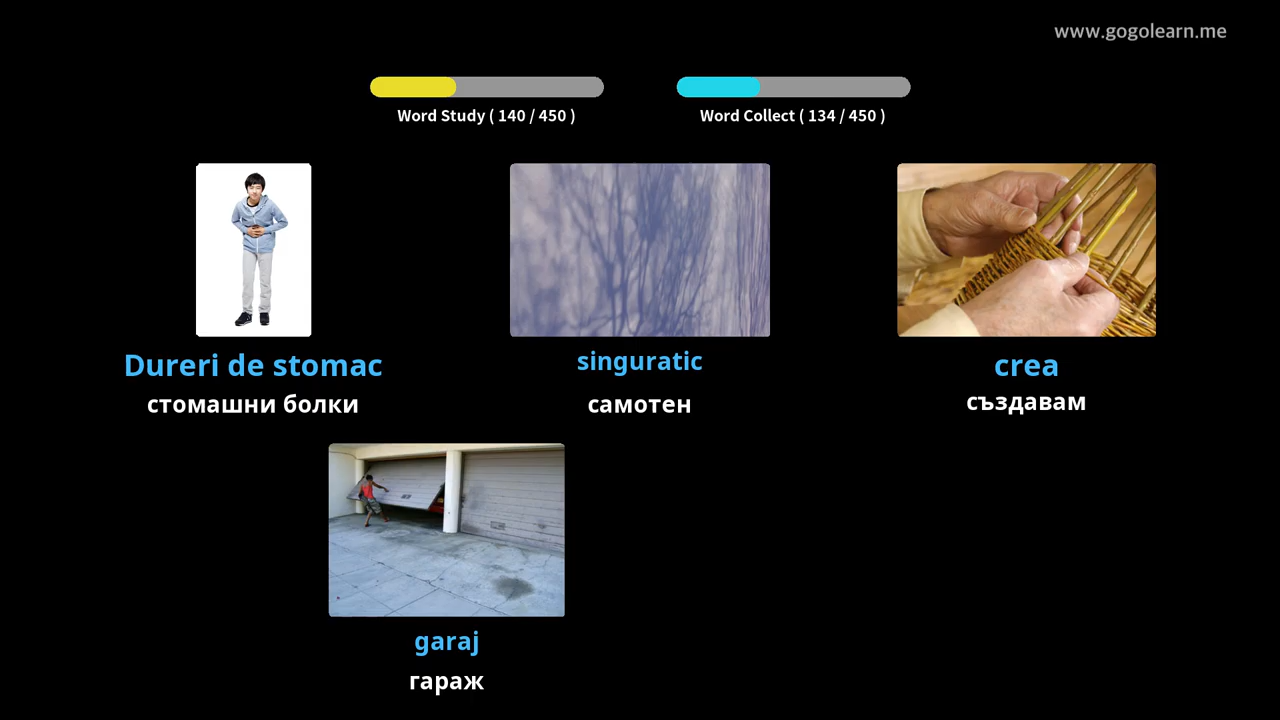 www.gogolearn.me
Word Study ( 140 / 450 )
Word Collect ( 134 / 450 )
Dureri de stomac
стомашни болки
singuratic
самотен
crea
създавам
garaj
гараж